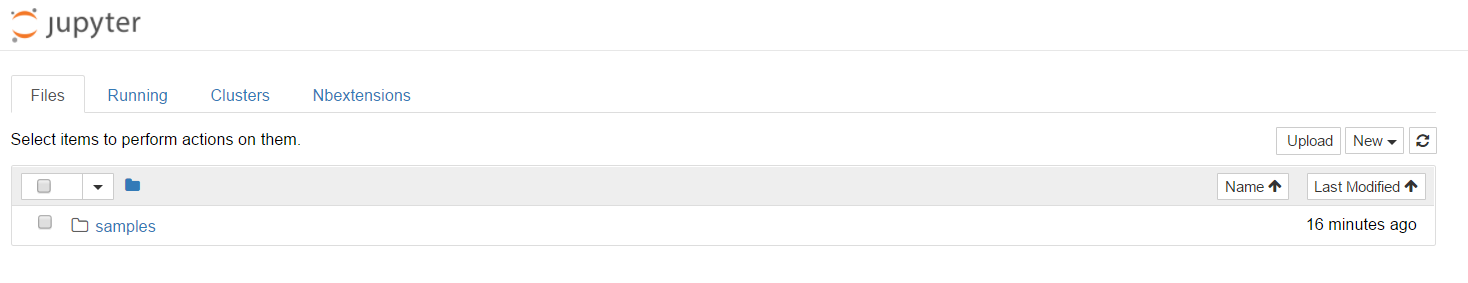 jupyter
Files Running Clusters Nbextensions
Select items to perform actions on them.
Upload New
Name Last Modified
samples 16 minutes ago